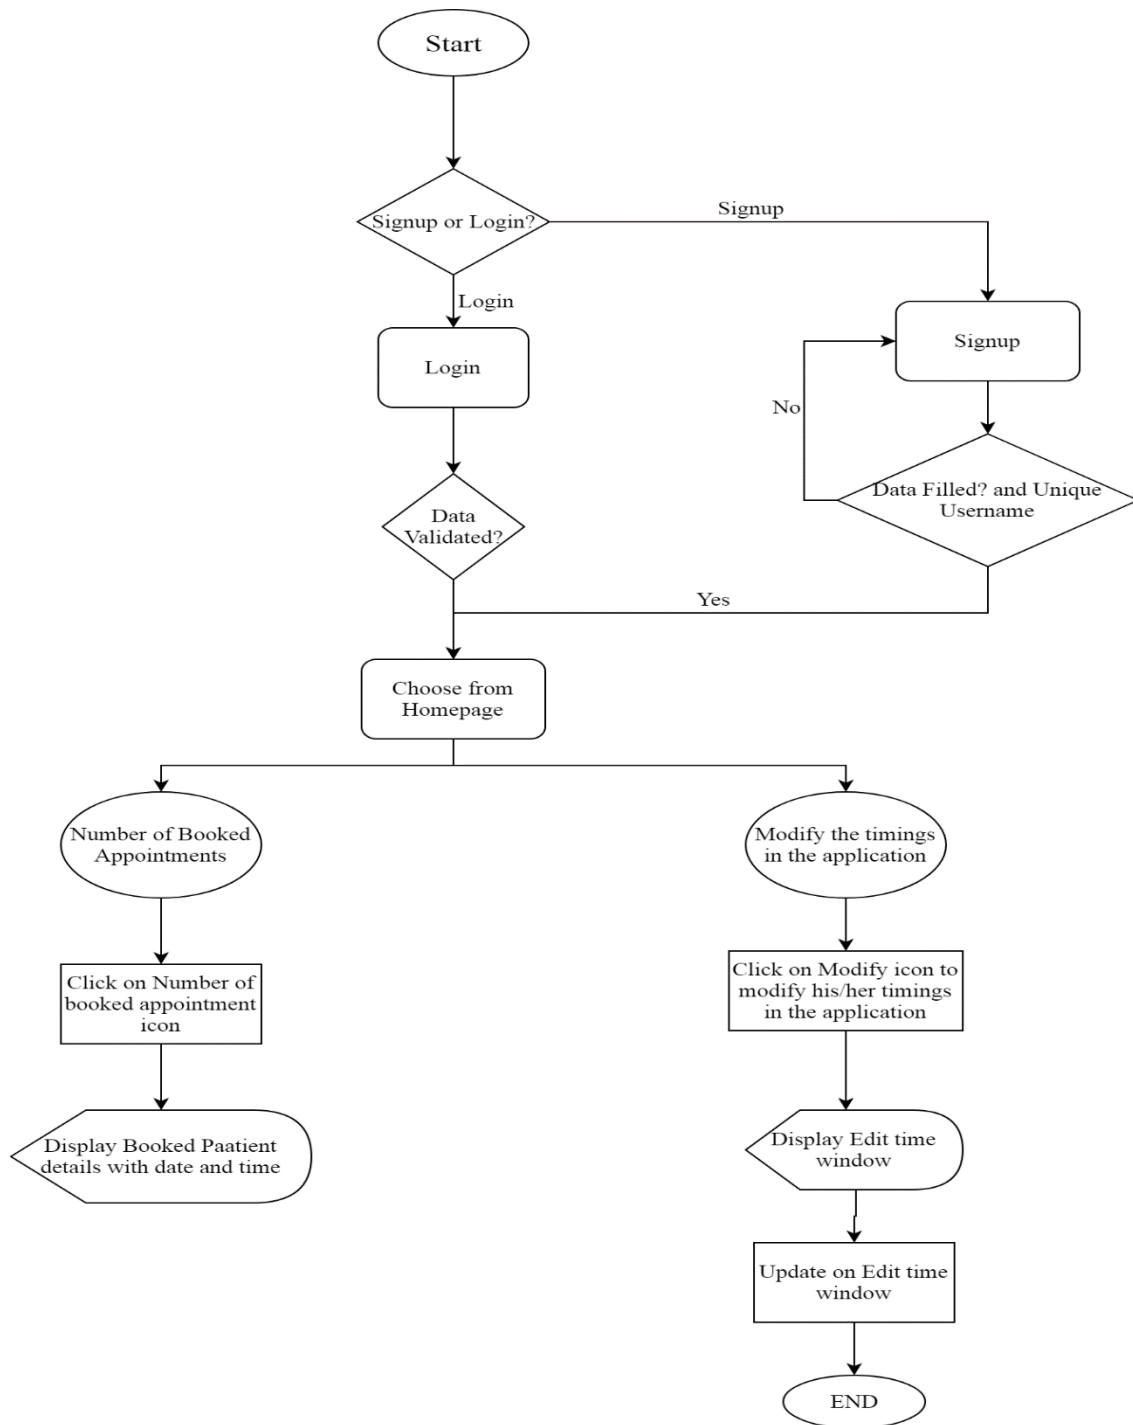 Start
Signup or Login?
Signup
Login
Signup
Login
No
Data Filled? and Unique
Username
Data
Validated?
Yes
Choose from
Homepage
Number of Booked
Appointments
Modify the timings
in the application
Click on Number of
booked appointment
icon
Click on Modify icon to
modify his/her timings
in the application
Display Booked Paatient
details with date and time
Display Edit time
window
Update on Edit time
window
END